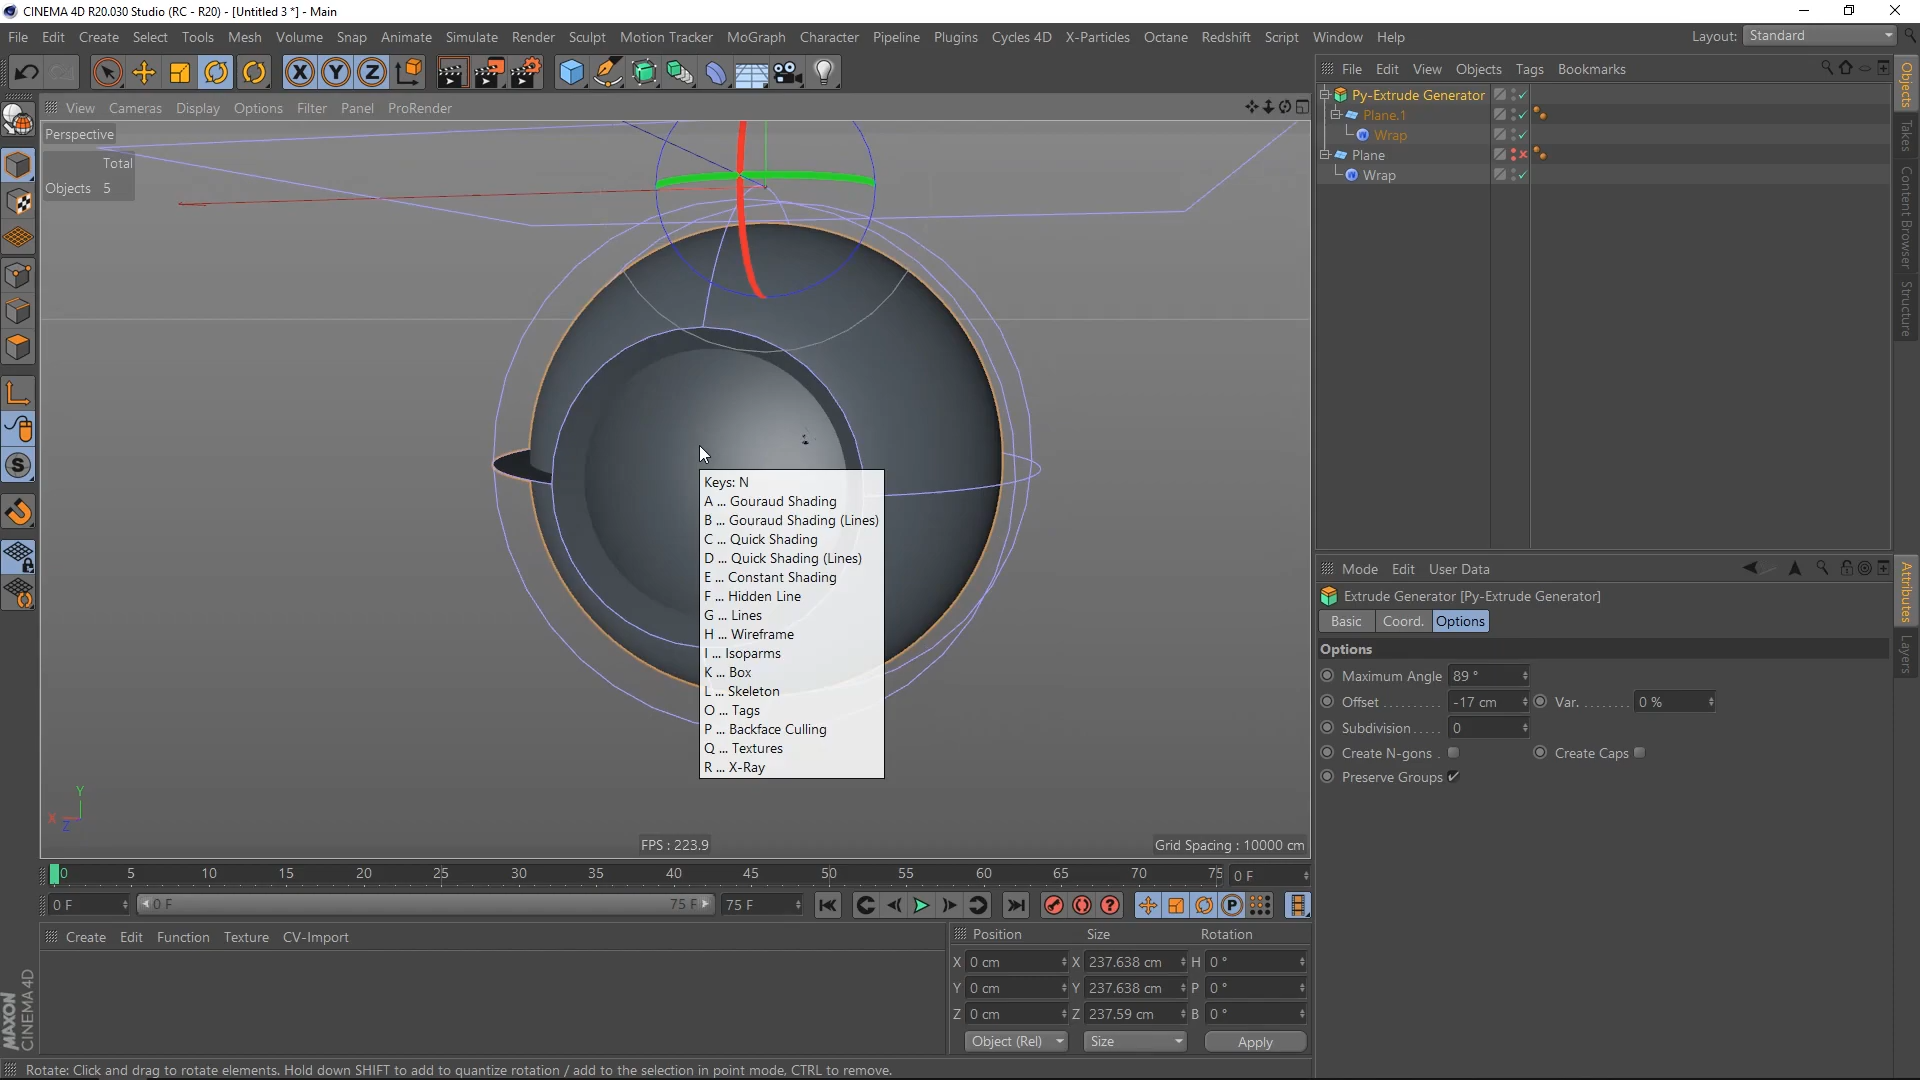 CINEMA 4D R20.030 Studio (RC - R20) - [Untitled 3 *] - Main
File Edit Create Select Tools Mesh Volume Snap Animate Simulate Render Sculpt Motion Tracker MoGraph Character Pipeline Plugins Cycles 4D X-Particles Octane Redshift Script Window Help Layout: Standard
File Edit View Objects Tags Bookmarks
Py-Extrude Generator
Plane.1
Wrap
Plane
Wrap
Objects
Takes
Content Browser
Structure
View Cameras Display Options Filter Panel ProRender
Perspective
Total
Objects 5
Keys: N
A ... Gouraud Shading
B ... Gouraud Shading (Lines)
C ... Quick Shading
D ... Quick Shading (Lines)
E ... Constant Shading
F ... Hidden Line
G ... Lines
H ... Wireframe
I ... Isoparms
K ... Box
L ... Skeleton
O ... Tags
P ... Backface Culling
Q ... Textures
R ... X-Ray
Y
X
Z
FPS : 223.9
Grid Spacing : 10000 cm
Mode Edit User Data
Extrude Generator [Py-Extrude Generator]
Basic Coord. Options
Options
Maximum Angle 89 °
Offset . . . . . . . . . . -17 cm Var. . . . . . . . . 0 %
Subdivision . . . . . 0
Create N-gons . Create Caps
Preserve Groups
Attributes
Layers
0 5 10 15 20 25 30 35 40 45 50 55 60 65 70 75 0 F
0 F 0 F 75 F 75 F
Create Edit Function Texture CV-Import
Position Size Rotation
X 0 cm X 237.638 cm H 0 °
Y 0 cm Y 237.638 cm P 0 °
Z 0 cm Z 237.59 cm B 0 °
Object (Rel) Size Apply
MAXON
CINEMA 4D
Rotate: Click and drag to rotate elements. Hold down SHIFT to add to quantize rotation / add to the selection in point mode, CTRL to remove.